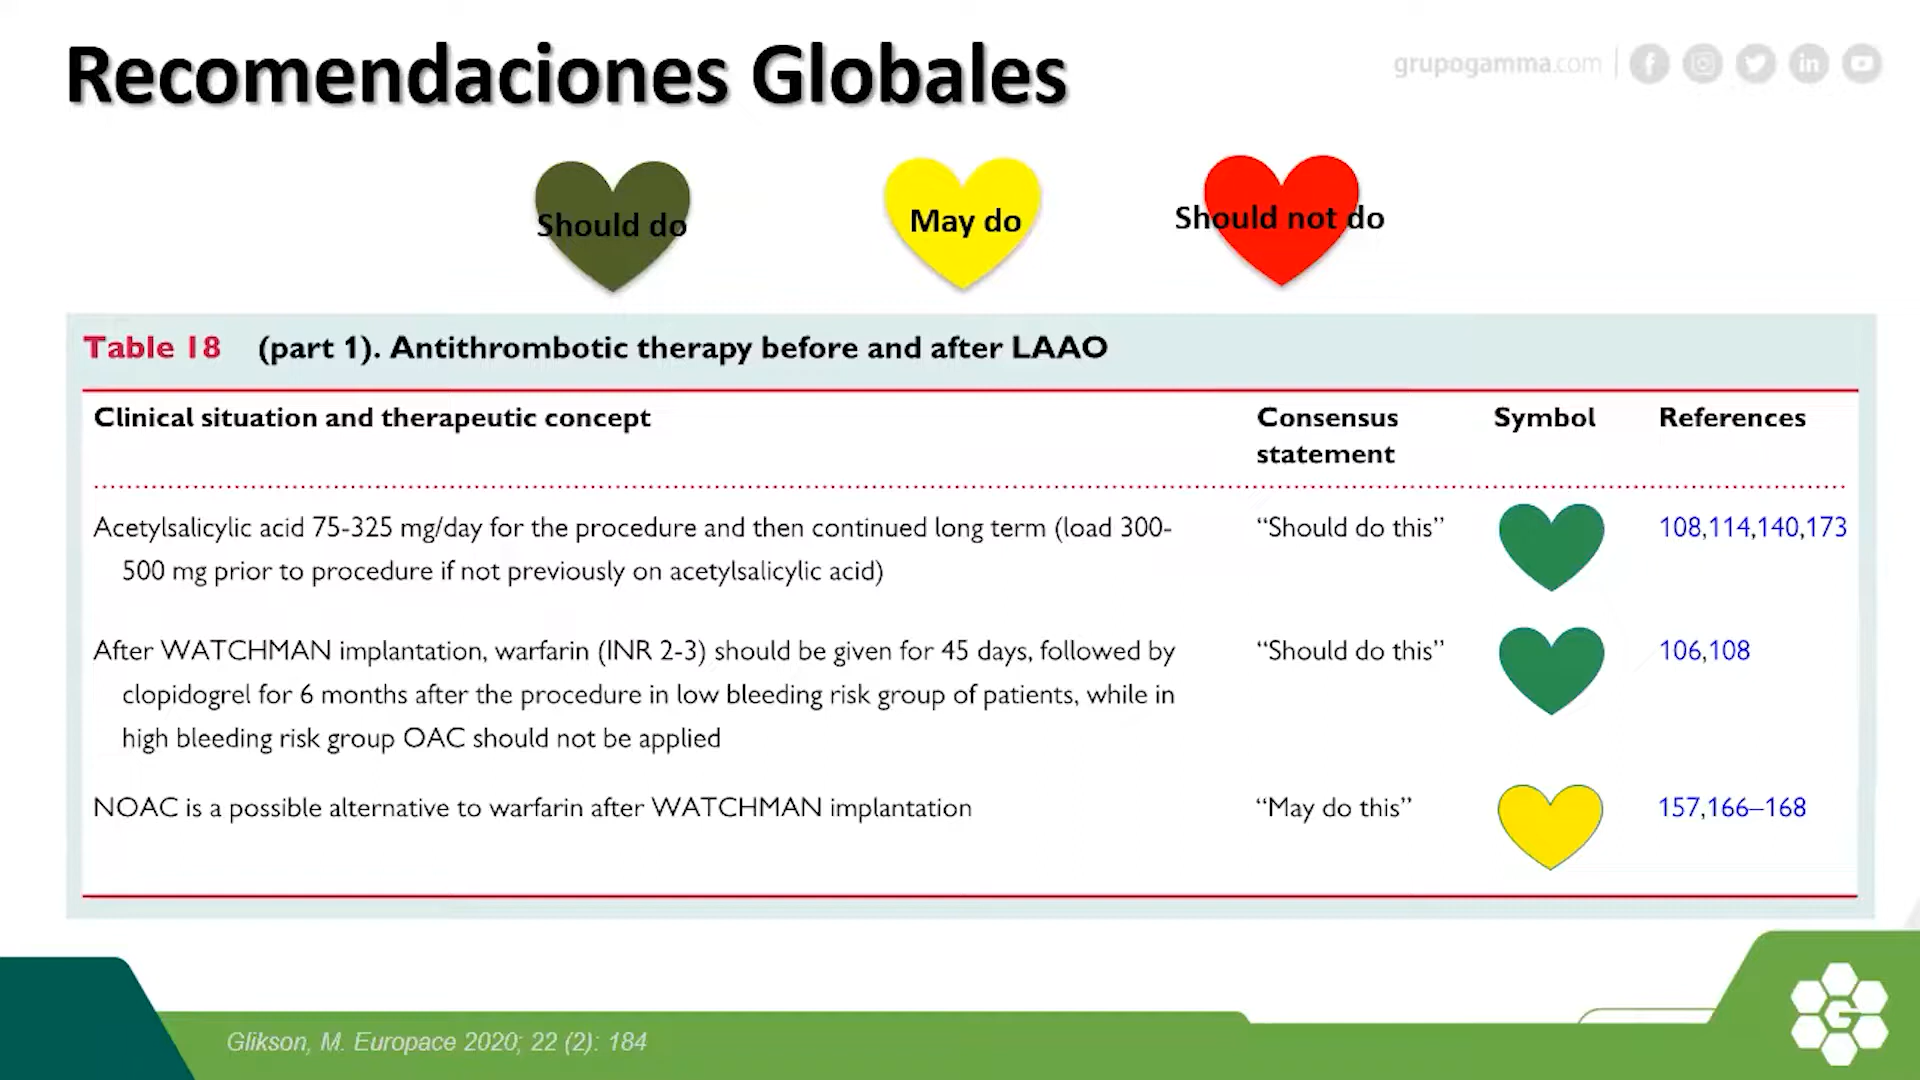 Recomendaciones Globales
grupogamma.com
Should do
May do
Should not do
Table 18 (part 1). Antithrombotic therapy before and after LAAO
Clinical situation and therapeutic concept
Consensus
statement
Symbol
References
Acetylsalicylic acid 75-325 mg/day for the procedure and then continued long term (load 300-
500 mg prior to procedure if not previously on acetylsalicylic acid)
“Should do this”
108,114,140,173
After WATCHMAN implantation, warfarin (INR 2-3) should be given for 45 days, followed by
clopidogrel for 6 months after the procedure in low bleeding risk group of patients, while in
high bleeding risk group OAC should not be applied
“Should do this”
106,108
NOAC is a possible alternative to warfarin after WATCHMAN implantation
“May do this”
157,166–168
Glikson, M. Europace 2020; 22 (2): 184
G